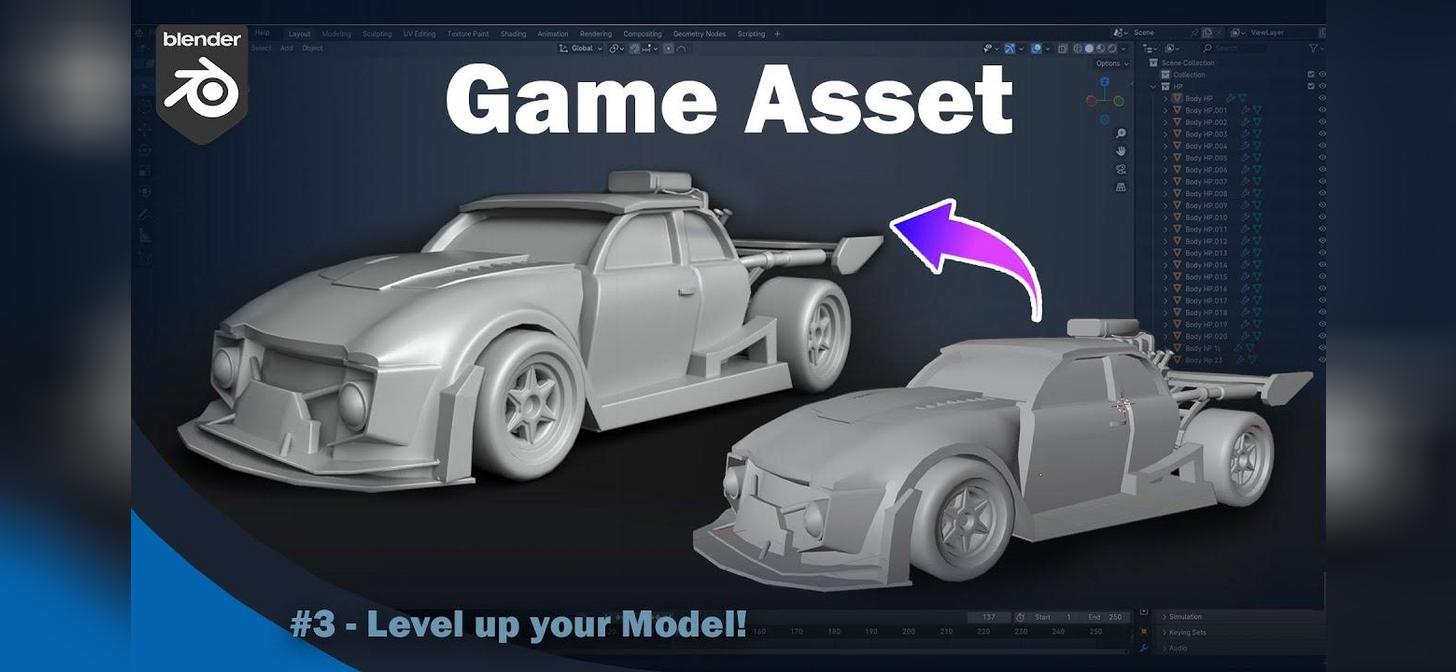 blender
Help
Layout
Modeling
Sculpting
UV Editing
Texture Paint
Shading
Animation
Rendering
Compositing
Geometry Nodes
Scripting
+
Scene
ViewLayer
Select
Add
Object
Global
Search
Options
Game Asset
Z
Scene Collection
Collection
HP
Body HP
Body HP.001
Body HP.002
Body HP.003
Body HP.004
Body HP.005
Body HP.006
Body HP.007
Body HP.008
Body HP.009
Body HP.010
Body HP.011
Body HP.012
Body HP.013
Body HP.014
Body HP.015
Body HP.016
Body HP.017
Body HP.018
Body HP.019
Body HP.020
#3 - Level up your Model!
137
Start 1
End 250
160 170 180 190 200 210 220 230 240 250
Simulation
Keying Sets
Audio